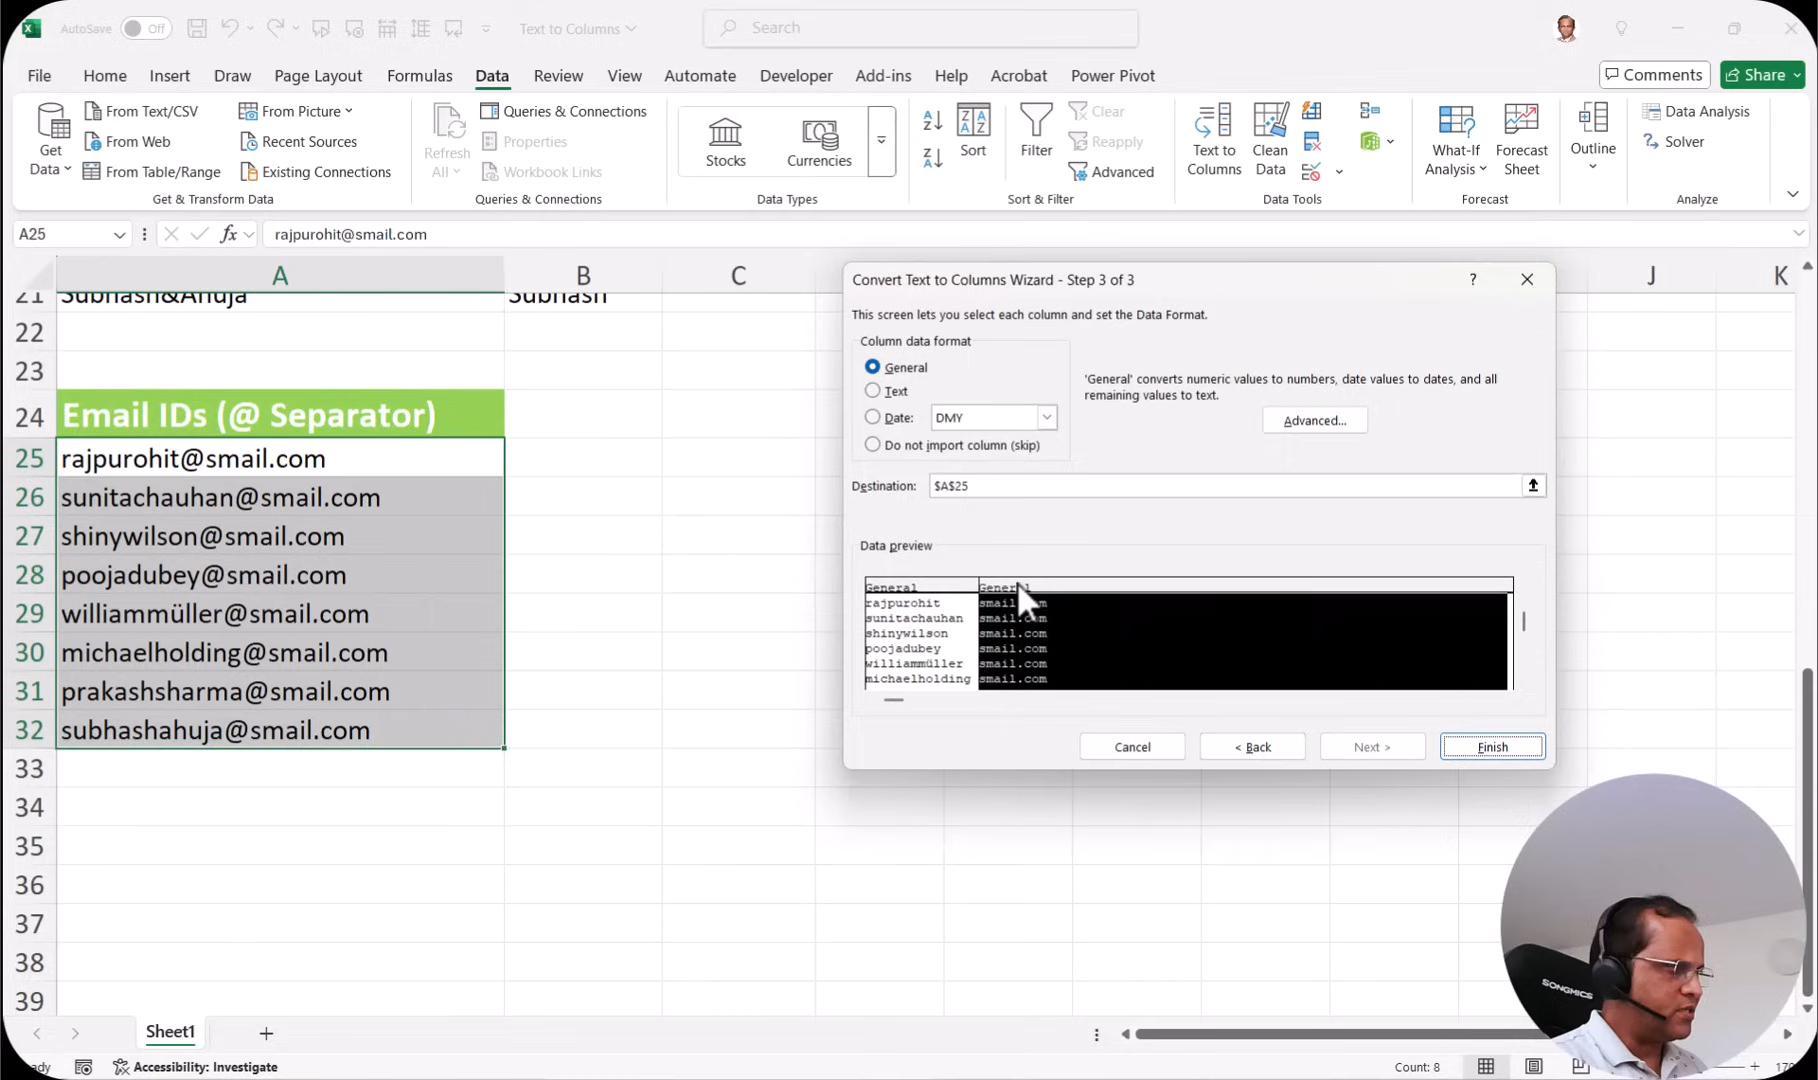 AutoSave Off Text to Columns Search
File Home Insert Draw Page Layout Formulas Data Review View Automate Developer Add-ins Help Acrobat Power Pivot Comments Share
Get Data
From Text/CSV
From Web
From Table/Range
From Picture
Recent Sources
Existing Connections
Get & Transform Data
Refresh All
Queries & Connections
Properties
Workbook Links
Queries & Connections
Stocks
Currencies
Data Types
Sort
Filter
Clear
Reapply
Advanced
Sort & Filter
Text to Columns
Clean Data
Data Tools
What-If Analysis
Forecast Sheet
Forecast
Outline
Data Analysis
Solver
Analyze
A25 fx rajpurohit@smail.com
A B C J K
21 Subhash&Ahuja Subhash
22
23
24 Email IDs (@ Separator)
25 rajpurohit@smail.com
26 sunitachauhan@smail.com
27 shinywilson@smail.com
28 poojadubey@smail.com
29 williammüller@smail.com
30 michaelholding@smail.com
31 prakashsharma@smail.com
32 subhashahuja@smail.com
33
34
35
36
37
38
39
Convert Text to Columns Wizard - Step 3 of 3 ?
This screen lets you select each column and set the Data Format.
Column data format
General
Text
Date: DMY
Do not import column (skip)
'General' converts numeric values to numbers, date values to dates, and all
remaining values to text.
Advanced...
Destination: $A$25
Data preview
General General
rajpurohit smail.com
sunitachauhan smail.com
shinywilson smail.com
poojadubey smail.com
williammüller smail.com
michaelholding smail.com
Cancel < Back Next > Finish
SONGMICS
Sheet1
Accessibility: Investigate Count: 8